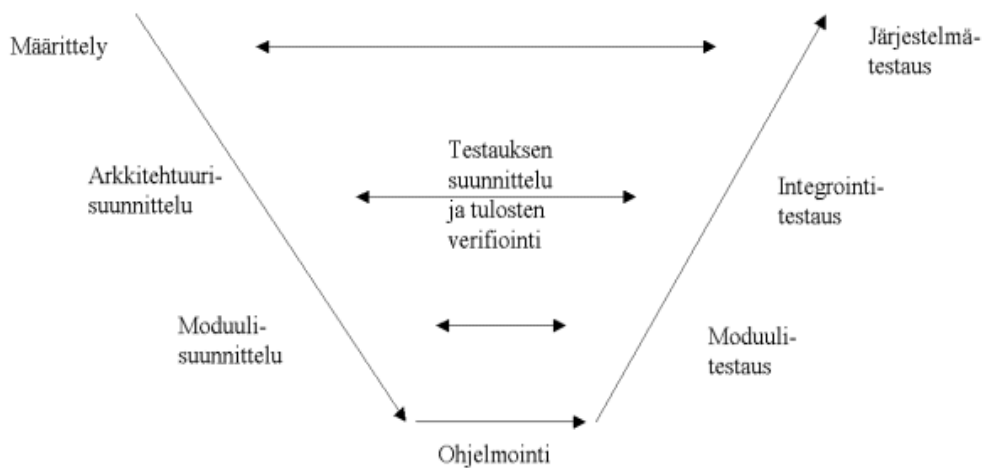 Määrittely
Järjestelmä-
testaus
Testauksen
suunnittelu
ja tulosten
verifiointi
Arkkitehtuuri-
suunnittelu
Integrointi-
testaus
Moduuli-
suunnittelu
Moduuli-
testaus
Ohjelmointi